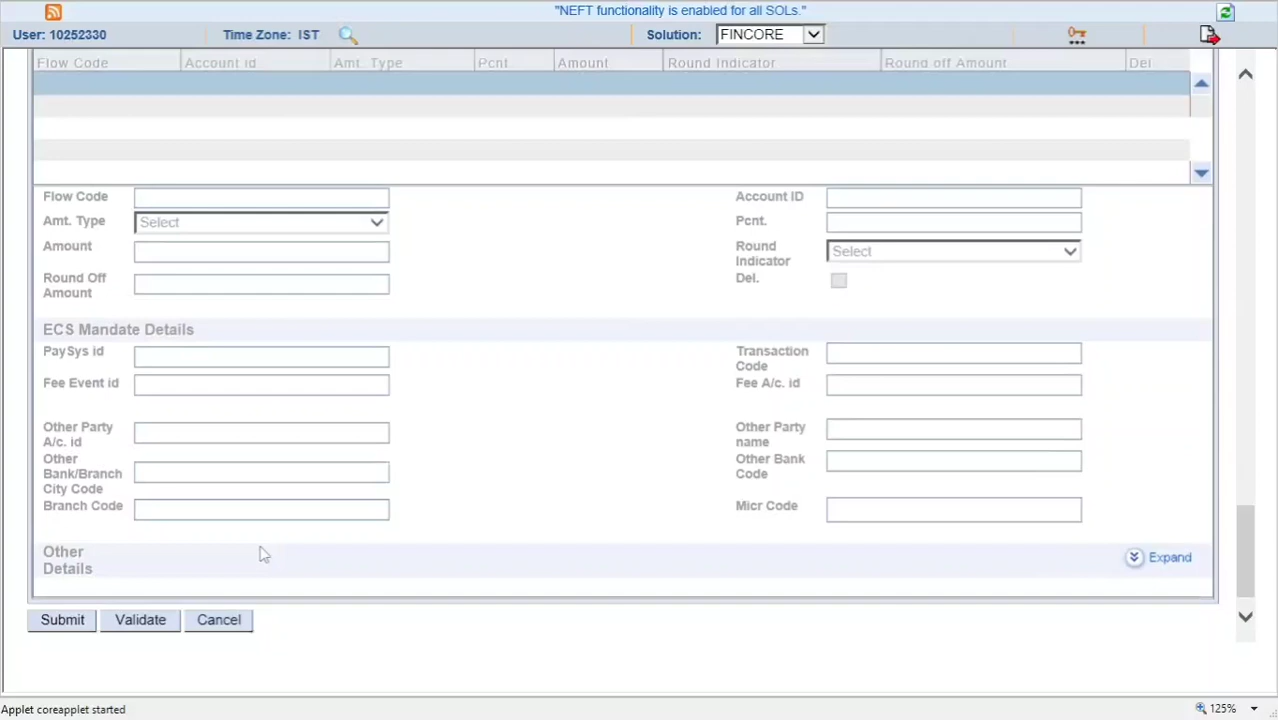 "NEFT functionality is enabled for all SOLs."
User: 10252330 Time Zone: IST Solution: FINCORE
Flow Code Account Id Amt. Type Pcnt Amount Round Indicator Round off Amount Del
Flow Code Account ID
Amt. Type Select Pcnt.
Amount Round Indicator Select
Round Off Amount Del.
ECS Mandate Details
PaySys id Transaction Code
Fee Event id Fee A/c. id
Other Party A/c. id Other Party name
Other Bank/Branch City Code Other Bank Code
Branch Code Micr Code
Other Details Expand
Submit Validate Cancel
Applet coreapplet started 125%